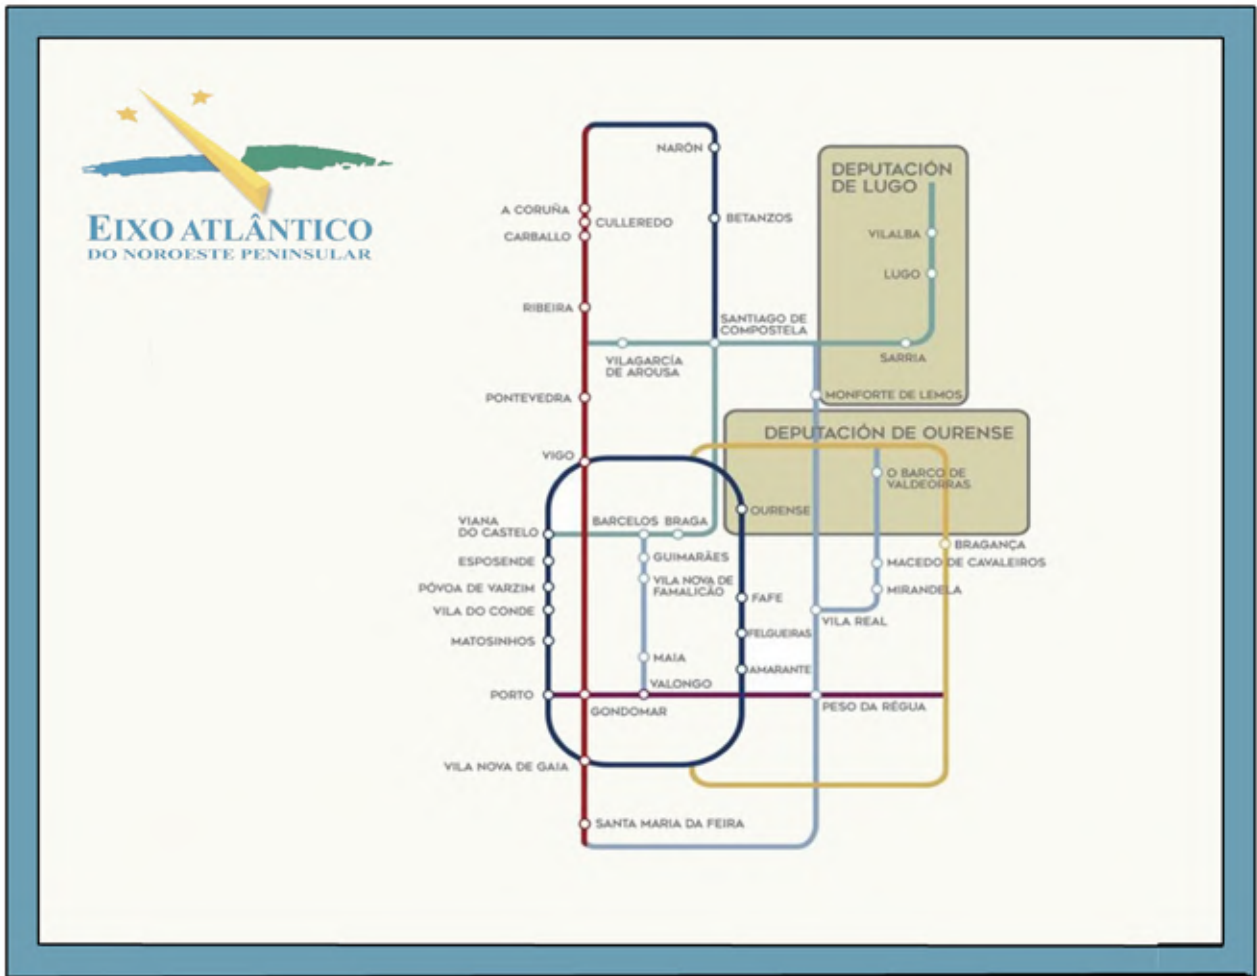 EIXO ATLÂNTICO
DO NOROESTE PENINSULAR
NARÓN
DEPUTACIÓN
DE LUGO
A CORUÑA
CULLEREDO
BETANZOS
CARBALLO
VILALBA
LUGO
RIBEIRA
SANTIAGO DE
COMPOSTELA
VILAGARCÍA
DE AROUSA
SARRIA
PONTEVEDRA
MONFORTE DE LEMOS
DEPUTACIÓN DE OURENSE
VIGO
O BARCO DE
VALDEORRAS
OURENSE
VIANA
DO CASTELO
BARCELOS
BRAGA
BRAGANÇA
ESPOSENDE
GUIMARÃES
MACEDO DE CAVALEIROS
PÓVOA DE VARZIM
VILA NOVA DE
FAMALICÃO
MIRANDELA
FAFE
VILA DO CONDE
VILA REAL
MATOSINHOS
FELGUEIRAS
MAIA
AMARANTE
VALONGO
PORTO
GONDOMAR
PESO DA RÉGUA
VILA NOVA DE GAIA
SANTA MARIA DA FEIRA